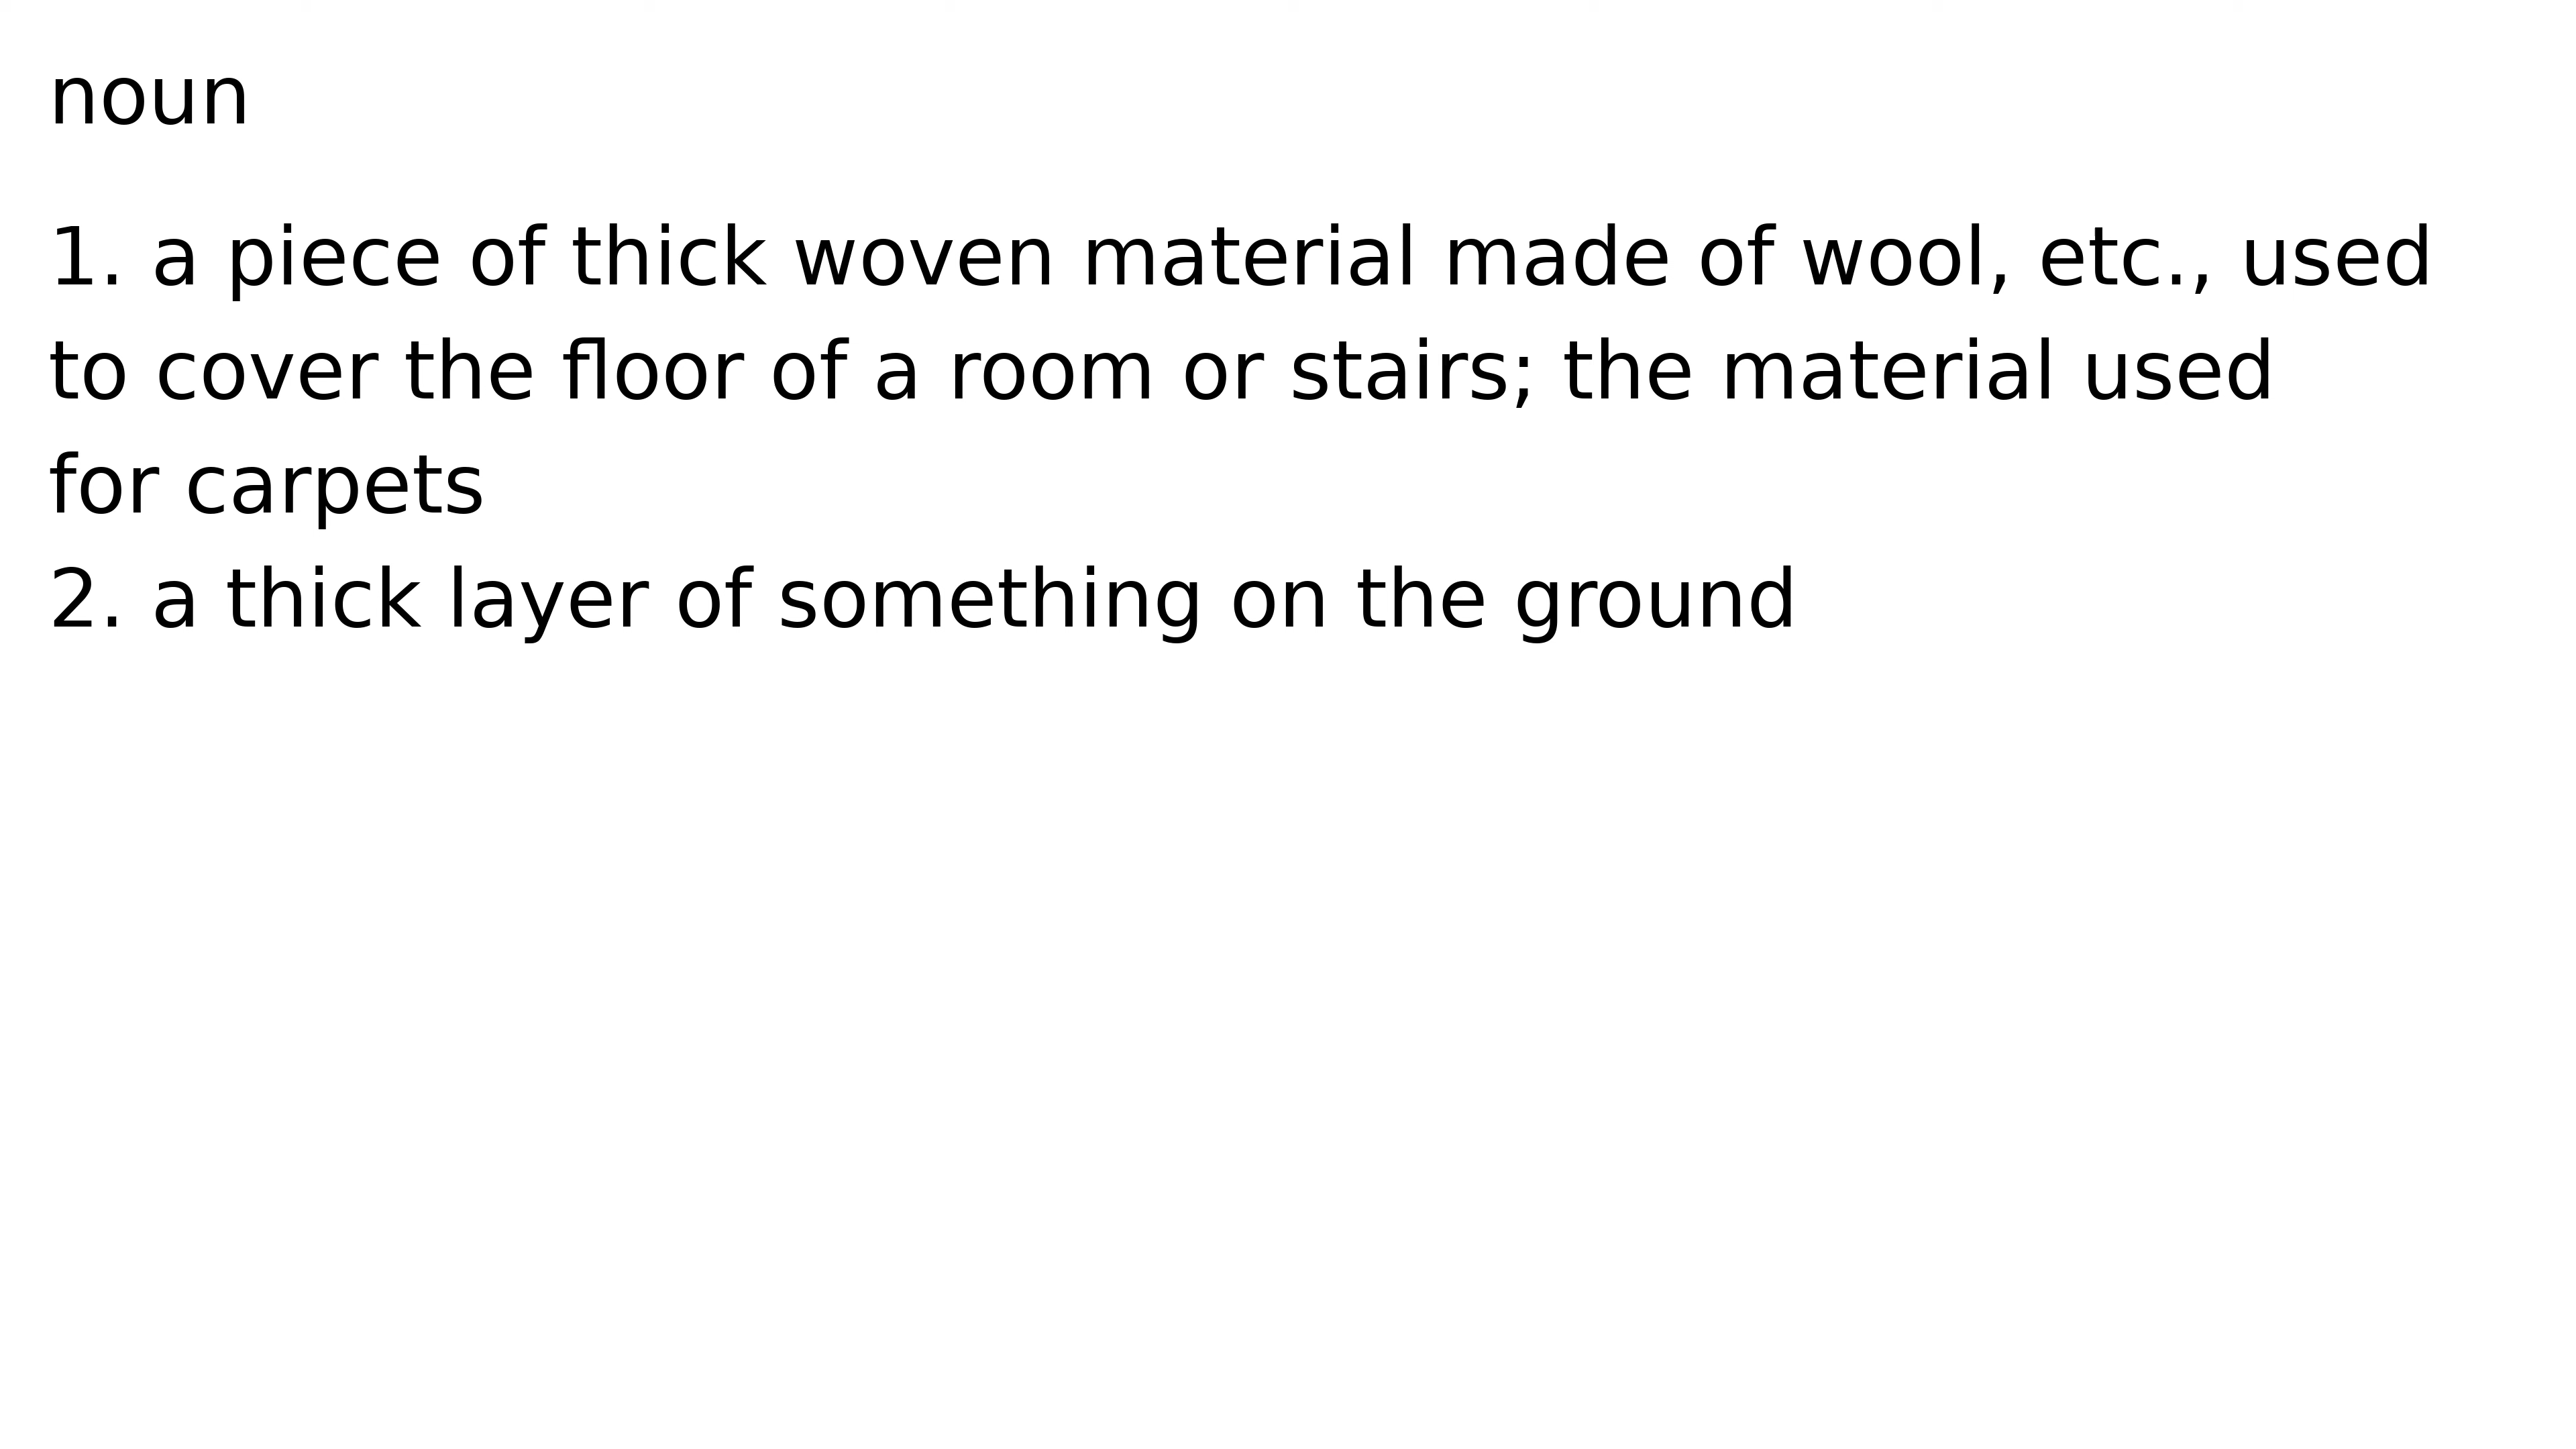 noun
1. a piece of thick woven material made of wool, etc., used
to cover the floor of a room or stairs; the material used
for carpets
2. a thick layer of something on the ground